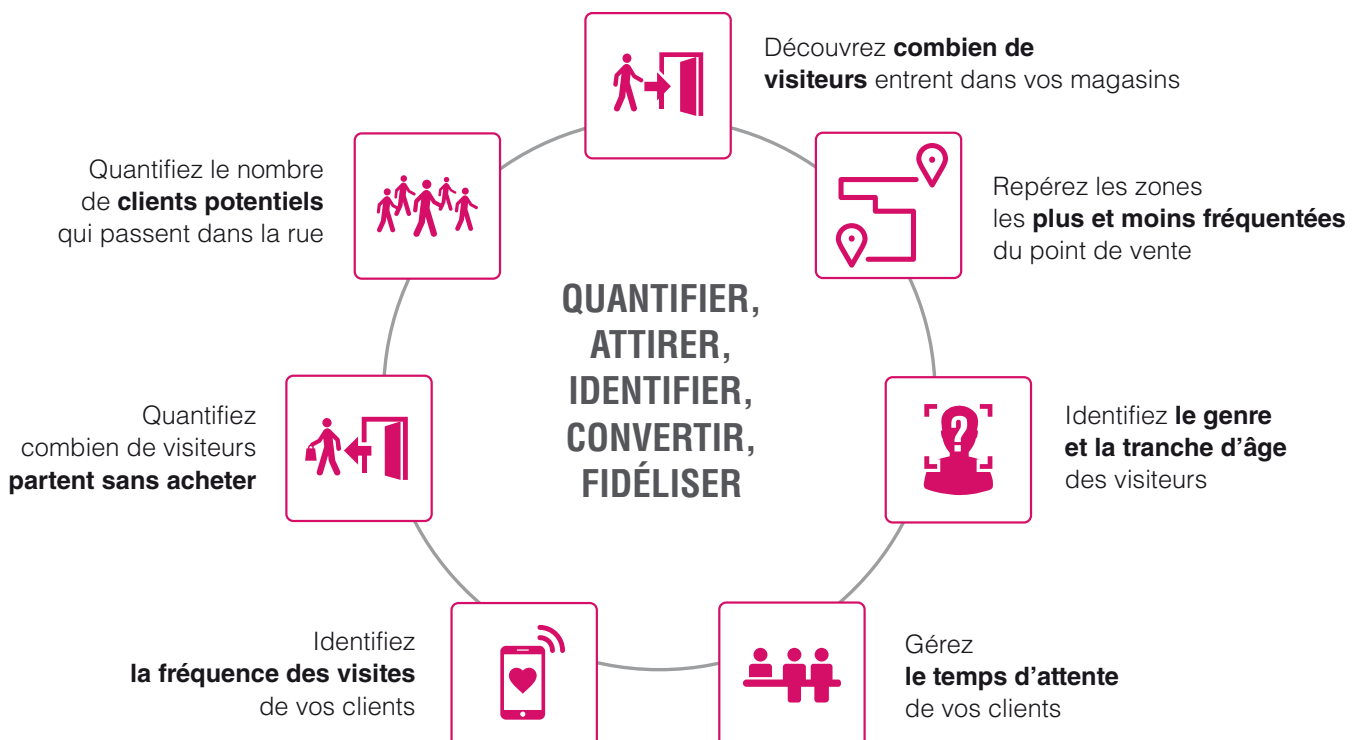 Découvrez combien de
visiteurs entrent dans vos magasins
Quantifiez le nombre
de clients potentiels
qui passent dans la rue
Repérez les zones
les plus et moins fréquentées
du point de vente
QUANTIFIER,
ATTIRER,
IDENTIFIER,
CONVERTIR,
FIDÉLISER
Quantifiez
combien de visiteurs
partent sans acheter
Identifiez le genre
et la tranche d'âge
des visiteurs
?
Identifiez
la fréquence des visites
de vos clients
Gérez
le temps d'attente
de vos clients